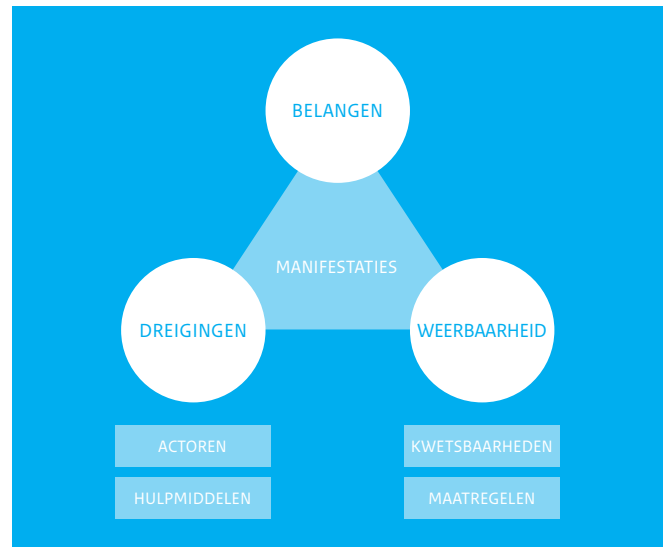 BELANGEN
MANIFESTATIES
DREIGINGEN
WEERBAARHEID
ACTOREN
KWETSBAARHEDEN
HULPMIDDELEN
MAATREGELEN